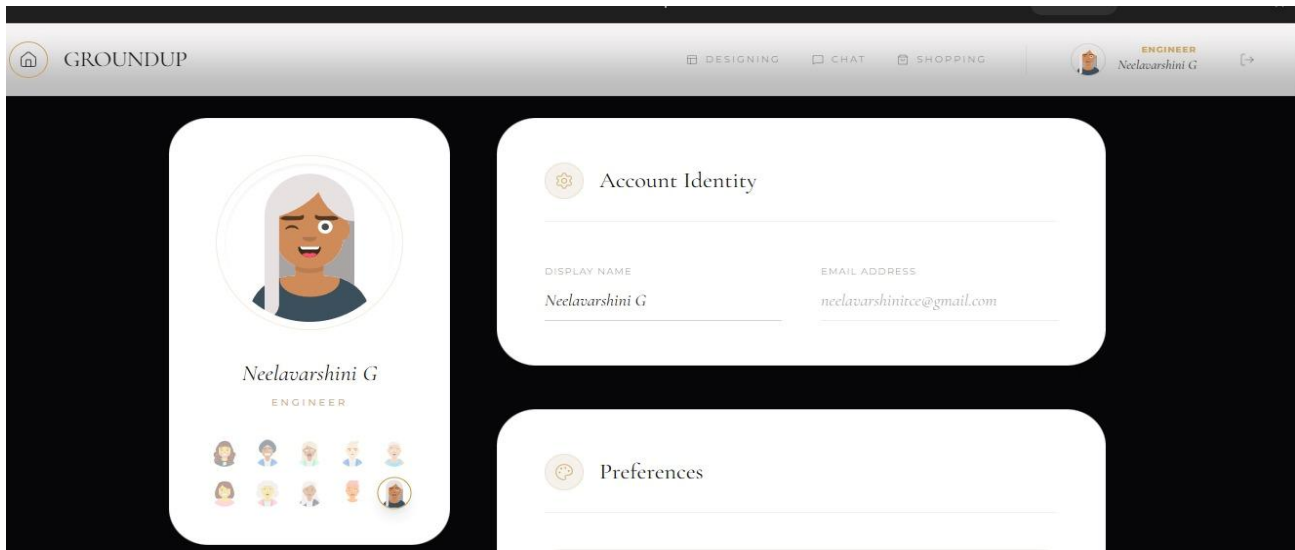 GROUNDUP
DESIGNING CHAT SHOPPING
ENGINEER
Neelavarshini G
Neelavarshini G
ENGINEER
Account Identity
DISPLAY NAME EMAIL ADDRESS
Neelavarshini G neelavarshinitce@gmail.com
Preferences